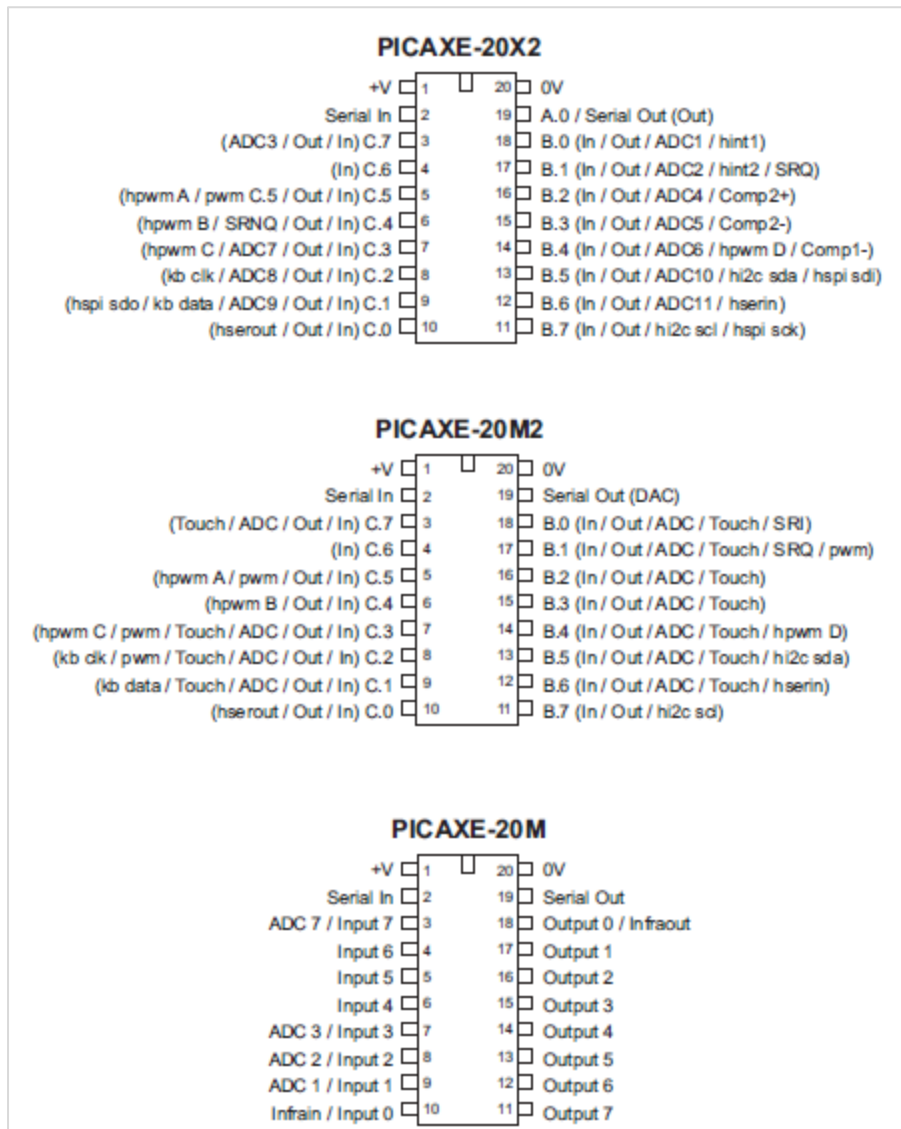 PICAXE-20X2
+V 1 20 0V
Serial In 2 19 A.0 / Serial Out (Out)
(ADC3 / Out / In) C.7 3 18 B.0 (In / Out / ADC1 / hint1)
(In) C.6 4 17 B.1 (In / Out / ADC2 / hint2 / SRQ)
(hpwm A / pwm C.5 / Out / In) C.5 5 16 B.2 (In / Out / ADC4 / Comp2+)
(hpwm B / SRNQ / Out / In) C.4 6 15 B.3 (In / Out / ADC5 / Comp2-)
(hpwm C / ADC7 / Out / In) C.3 7 14 B.4 (In / Out / ADC6 / hpwm D / Comp1-)
(kb clk / ADC8 / Out / In) C.2 8 13 B.5 (In / Out / ADC10 / hi2c sda / hspi sdi)
(hspi sdo / kb data / ADC9 / Out / In) C.1 9 12 B.6 (In / Out / ADC11 / hserin)
(hserout / Out / In) C.0 10 11 B.7 (In / Out / hi2c scl / hspi sck)
PICAXE-20M2
+V 1 20 0V
Serial In 2 19 Serial Out (DAC)
(Touch / ADC / Out / In) C.7 3 18 B.0 (In / Out / ADC / Touch / SRI)
(In) C.6 4 17 B.1 (In / Out / ADC / Touch / SRQ / pwm)
(hpwm A / pwm / Out / In) C.5 5 16 B.2 (In / Out / ADC / Touch)
(hpwm B / Out / In) C.4 6 15 B.3 (In / Out / ADC / Touch)
(hpwm C / pwm / Touch / ADC / Out / In) C.3 7 14 B.4 (In / Out / ADC / Touch / hpwm D)
(kb clk / pwm / Touch / ADC / Out / In) C.2 8 13 B.5 (In / Out / ADC / Touch / hi2c sda)
(kb data / Touch / ADC / Out / In) C.1 9 12 B.6 (In / Out / ADC / Touch / hserin)
(hserout / Out / In) C.0 10 11 B.7 (In / Out / hi2c scl)
PICAXE-20M
+V 1 20 0V
Serial In 2 19 Serial Out
ADC 7 / Input 7 3 18 Output 0 / Infraout
Input 6 4 17 Output 1
Input 5 5 16 Output 2
Input 4 6 15 Output 3
ADC 3 / Input 3 7 14 Output 4
ADC 2 / Input 2 8 13 Output 5
ADC 1 / Input 1 9 12 Output 6
Infrain / Input 0 10 11 Output 7